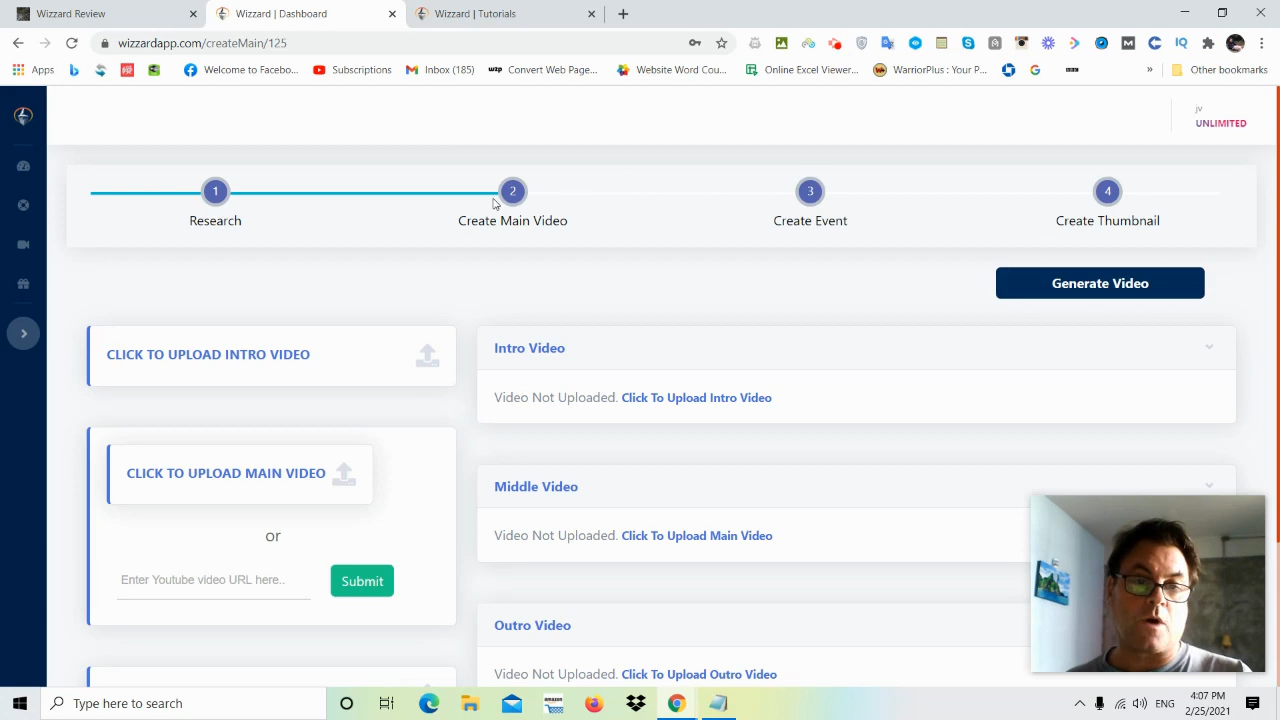 Wizzard Review
Wizzard | Dashboard
Wizzard | Tutorials
wizzardapp.com/createMain/125
Apps
Welcome to Facebo...
Subscriptions
Inbox (185)
Convert Web Page...
Website Word Cou...
Online Excel Viewer...
WarriorPlus : Your P...
Other bookmarks
jv
UNLIMITED
1
2
3
4
Research
Create Main Video
Create Event
Create Thumbnail
Generate Video
CLICK TO UPLOAD INTRO VIDEO
CLICK TO UPLOAD MAIN VIDEO
or
Enter Youtube video URL here..
Submit
Intro Video
Video Not Uploaded. Click To Upload Intro Video
Middle Video
Video Not Uploaded. Click To Upload Main Video
Outro Video
Video Not Uploaded. Click To Upload Outro Video
Type here to search
ENG
4:07 PM
2/25/2021